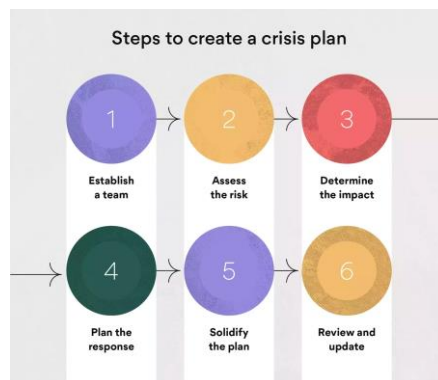 Steps to create a crisis plan
1
2
3
Establish
a team
Assess
the risk
Determine
the impact
4
5
6
Plan the
response
Solidify
the plan
Review and
update